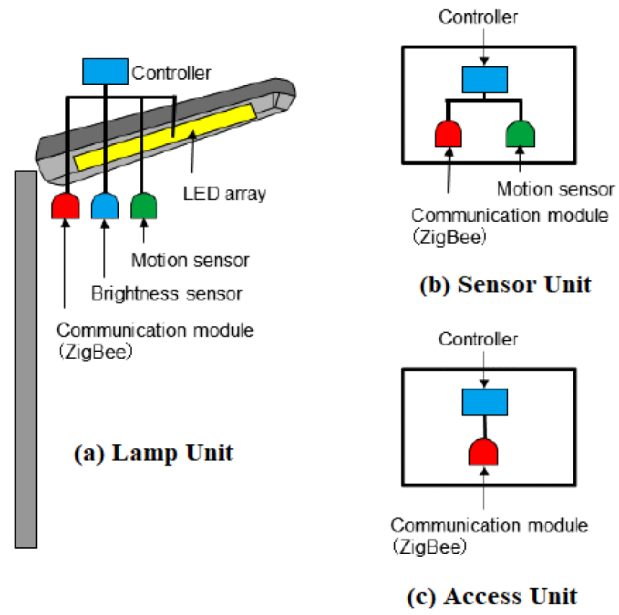 Controller
LED array
Motion sensor
Brightness sensor
Communication module
(ZigBee)
(a) Lamp Unit
Controller
Motion sensor
Communication module
(ZigBee)
(b) Sensor Unit
Controller
Communication module
(ZigBee)
(c) Access Unit